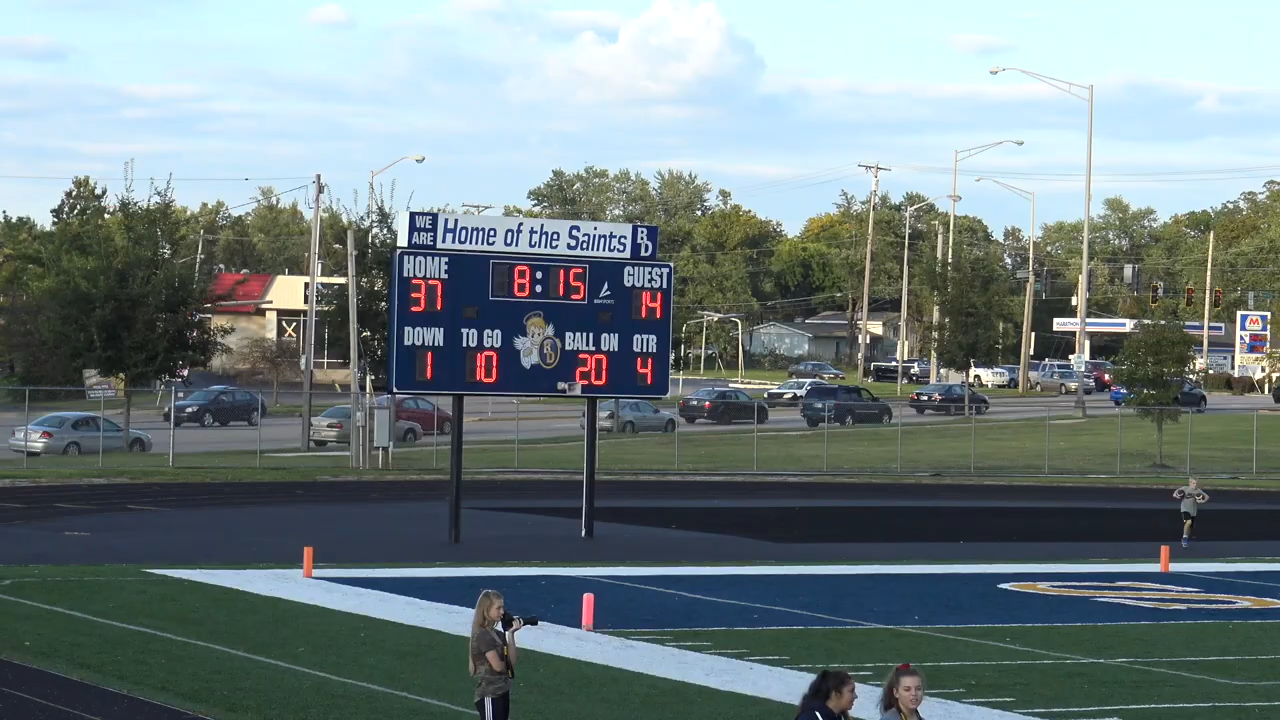 WE ARE
Home of the Saints
BD
HOME
8:15
GUEST
37
14
DOWN
TO GO
BALL ON
QTR
1
10
20
4
MARATHON